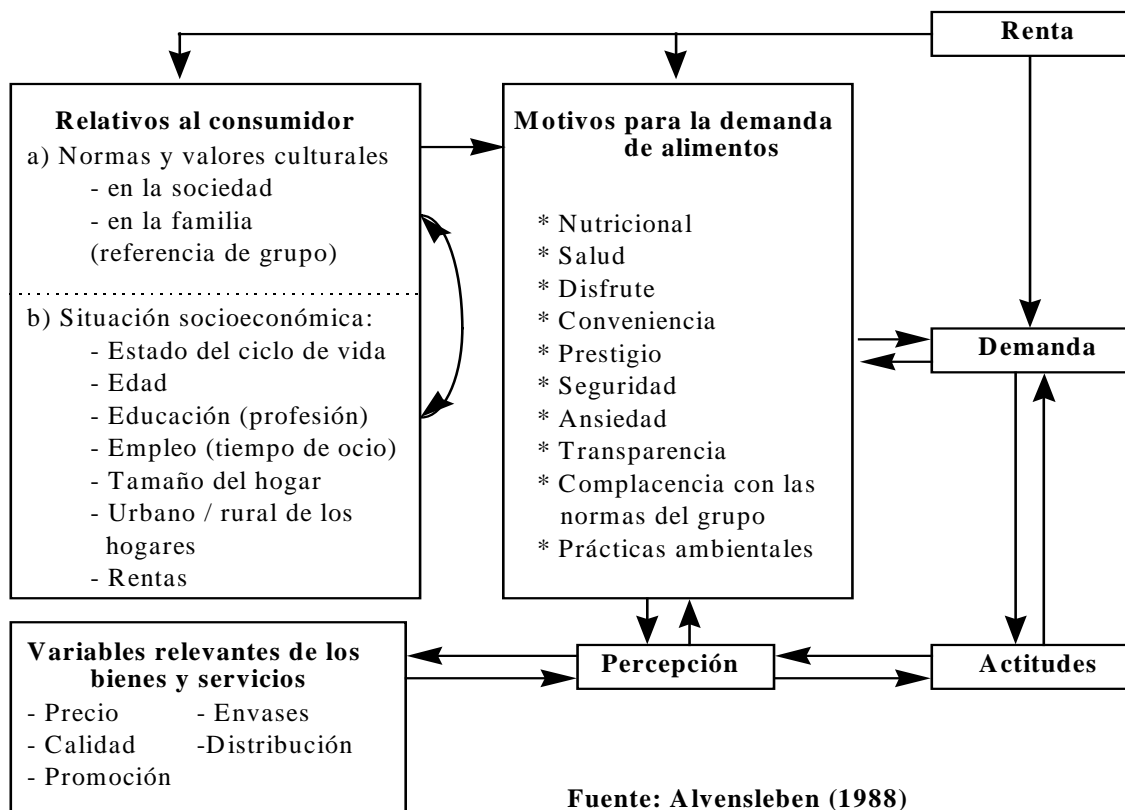 Renta
Relativos al consumidor
a) Normas y valores culturales
- en la sociedad
- en la familia
(referencia de grupo)
b) Situación socioeconómica:
- Estado del ciclo de vida
- Edad
- Educación (profesión)
- Empleo (tiempo de ocio)
- Tamaño del hogar
- Urbano / rural de los
hogares
- Rentas
Motivos para la demanda
de alimentos
* Nutricional
* Salud
* Disfrute
* Conveniencia
* Prestigio
* Seguridad
* Ansiedad
* Transparencia
* Complacencia con las
normas del grupo
* Prácticas ambientales
Demanda
Variables relevantes de los
bienes y servicios
- Precio - Envases
- Calidad -Distribución
- Promoción
Percepción
Actitudes
Fuente: Alvensleben (1988)